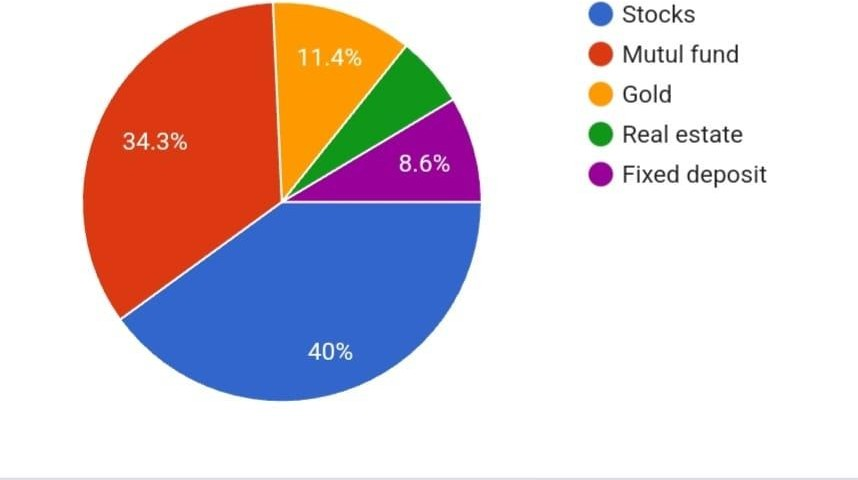 Stocks
Mutul fund
11.4%
Gold
34.3%
Real estate
8.6%
Fixed deposit
40%